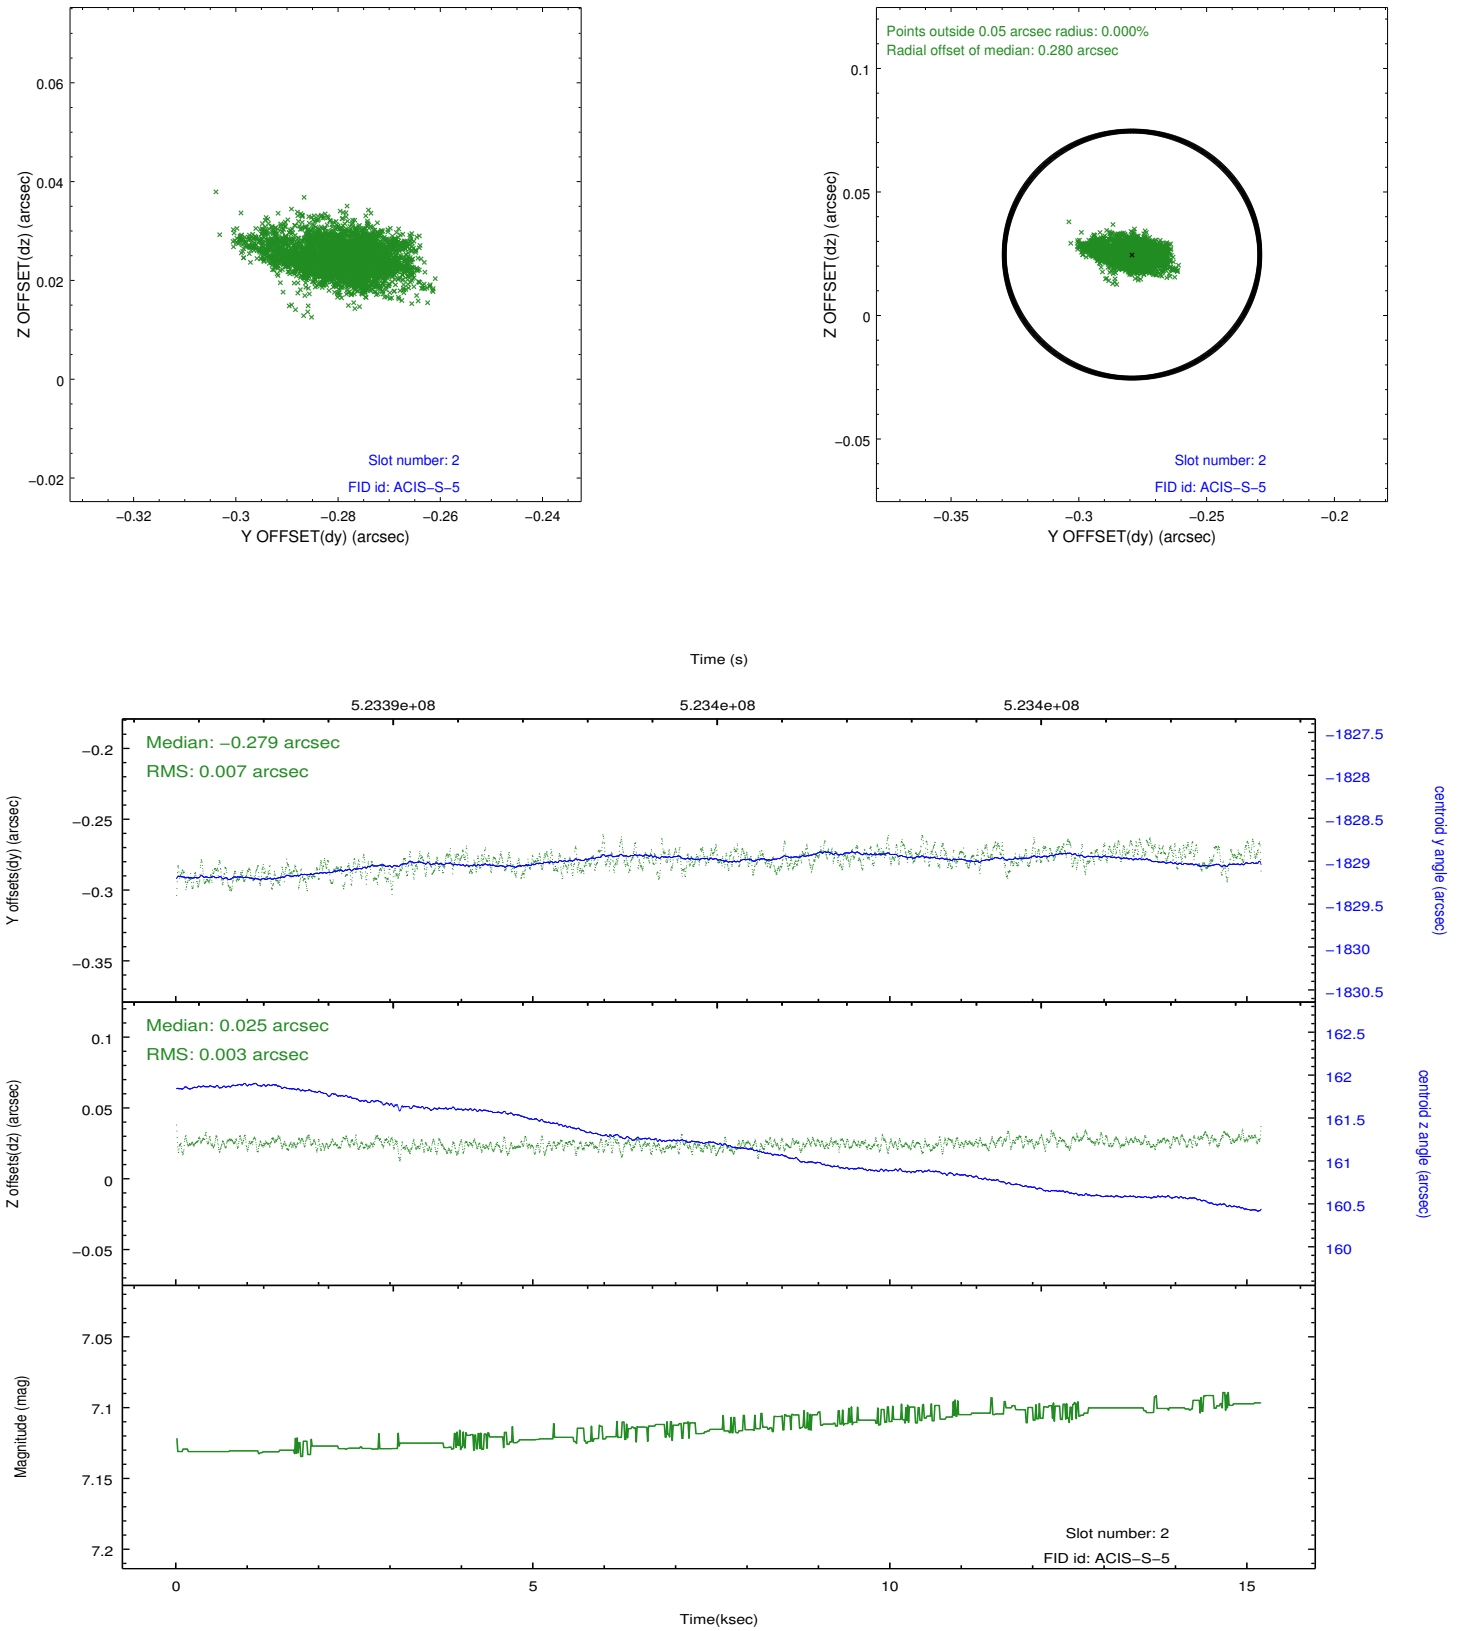 0.06
0.04
0.02
0
−0.02
Z OFFSET(dz) (arcsec)
Slot number: 2
FID id: ACIS−S−5
−0.32
−0.3
−0.28
−0.26
−0.24
Y OFFSET(dy) (arcsec)
Points outside 0.05 arcsec radius: 0.000%
Radial offset of median: 0.280 arcsec
0.1
0.05
0
−0.05
Z OFFSET(dz) (arcsec)
Slot number: 2
FID id: ACIS−S−5
−0.35
−0.3
−0.25
−0.2
Y OFFSET(dy) (arcsec)
Time (s)
5.2339e+08
5.234e+08
5.234e+08
Median: −0.279 arcsec
RMS: 0.007 arcsec
−0.2
−0.25
−0.3
−0.35
Y offsets(dy) (arcsec)
−1827.5
−1828
−1828.5
−1829
−1829.5
−1830
−1830.5
centroid y angle (arcsec)
Median: 0.025 arcsec
RMS: 0.003 arcsec
0.1
0.05
0
−0.05
Z offsets(dz) (arcsec)
162.5
162
161.5
161
160.5
160
centroid z angle (arcsec)
7.05
7.1
7.15
7.2
Magnitude (mag)
Slot number: 2
FID id: ACIS−S−5
0
5
10
15
Time(ksec)